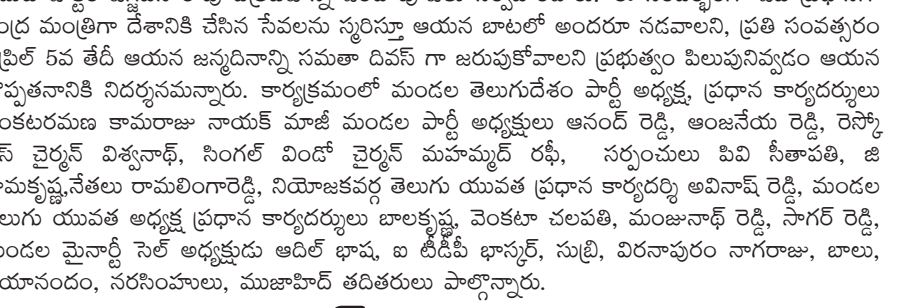 ంద్ర మంత్రిగా దేశానికి చేసిన సేవలను స్మరిస్తూ ఆయన బాటలో అందరూ నడవాలని, ప్రతి సంవత్సరం
ప్రిల్ 5వ తేదీ ఆయన జన్మదినాన్ని సమతా దివస్ గా జరుపుకోవాలని ప్రభుత్వం పిలుపునివ్వడం ఆయన
ప్పతనానికి నిదర్శనమన్నారు. కార్యక్రమంలో మండల తెలుగుదేశం పార్టీ అధ్యక్ష, ప్రధాన కార్యదర్శులు
ంకటరమణ కామరాజు నాయక్ మాజీ మండల పార్టీ అధ్యక్షులు ఆనంద్ రెడ్డి, ఆంజనేయ రెడ్డి, రెస్కో
స్ చైర్మన్ విశ్వనాథ్, సింగల్ విండో చైర్మన్ మహమ్మద్ రఫీ, సర్పంచులు పివి సీతాపతి, జి
ామకృష్ణ,నేతలు రామలింగారెడ్డి, నియోజకవర్గ తెలుగు యువత ప్రధాన కార్యదర్శి అవినాష్ రెడ్డి, మండల
లుగు యువత అధ్యక్ష ప్రధాన కార్యదర్శులు బాలకృష్ణ, వెంకటా చలపతి, మంజునాథ్ రెడ్డి, సాగర్ రెడ్డి,
ండల మైనార్టీ సెల్ అధ్యక్షుడు ఆదిల్ భాష, ఐ టీడీపీ భాస్కర్, సుబ్రి, విరనాపురం నాగరాజు, బాలు,
యానందం, నరసింహులు, ముజాహిద్ తదితరులు పాల్గొన్నారు.